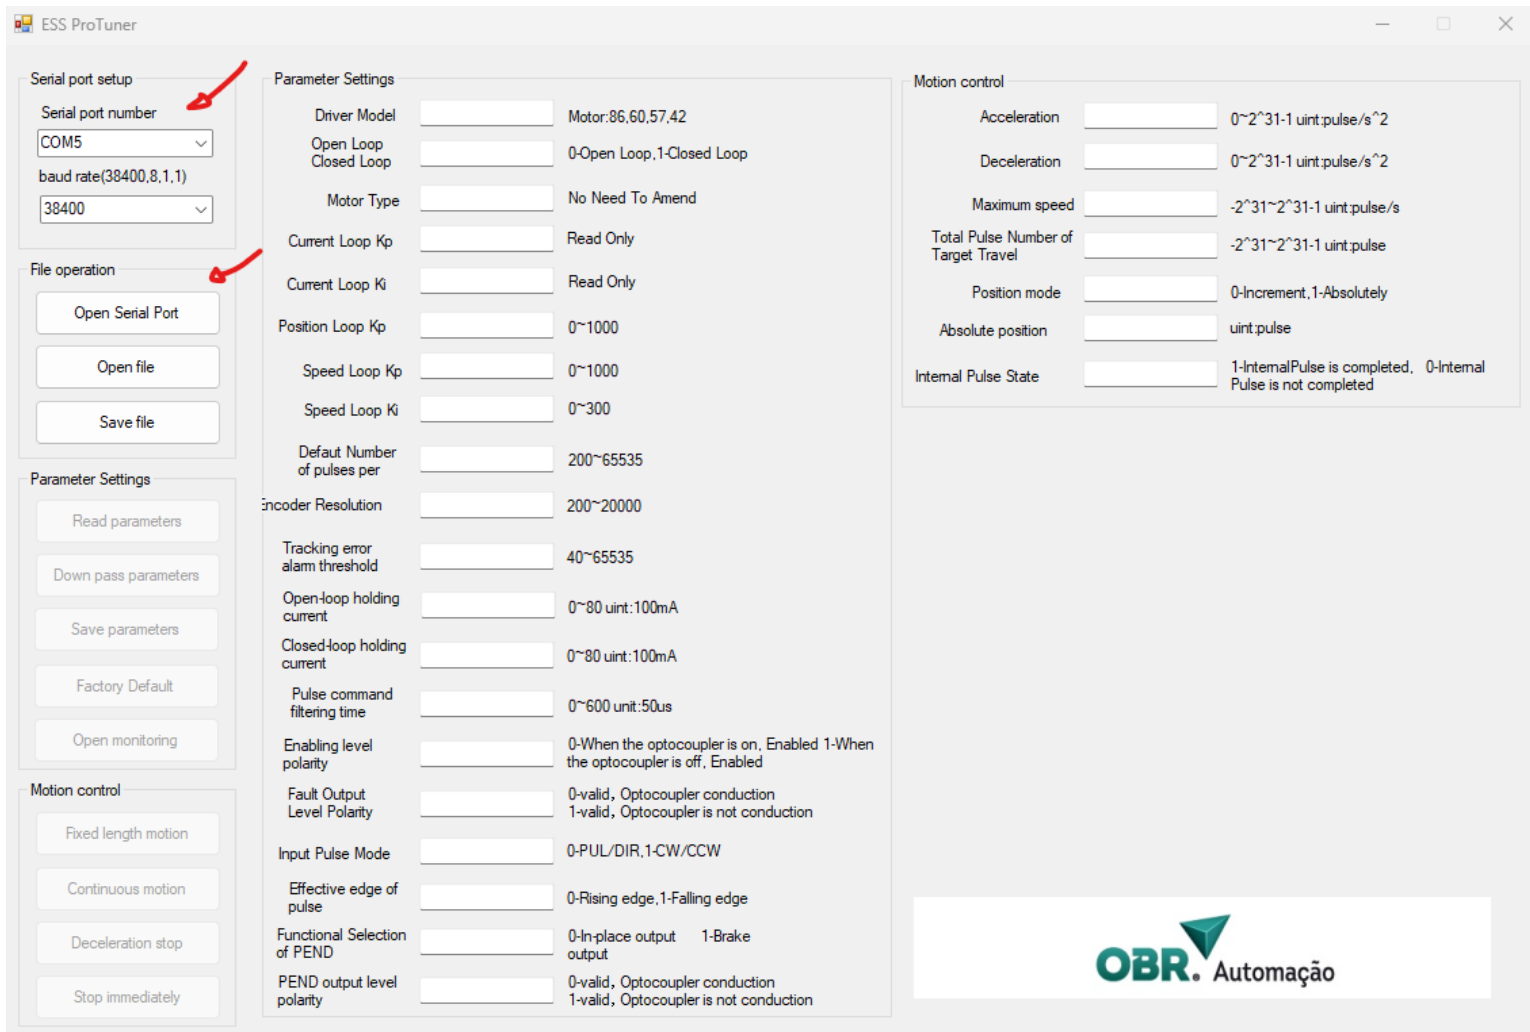 ESS ProTuner
Serial port setup
Serial port number
COM5
baud rate(38400,8,1,1)
38400
File operation
Open Serial Port
Open file
Save file
Parameter Settings
Read parameters
Down pass parameters
Save parameters
Factory Default
Open monitoring
Motion control
Fixed length motion
Continuous motion
Deceleration stop
Stop immediately
Parameter Settings
Driver Model
Motor:86,60,57,42
Open Loop
Closed Loop
0-Open Loop,1-Closed Loop
Motor Type
No Need To Amend
Current Loop Kp
Read Only
Current Loop Ki
Read Only
Position Loop Kp
0~1000
Speed Loop Kp
0~1000
Speed Loop Ki
0~300
Defaut Number
of pulses per
200~65535
Encoder Resolution
200~20000
Tracking error
alarm threshold
40~65535
Open-loop holding
current
0~80 uint:100mA
Closed-loop holding
current
0~80 uint:100mA
Pulse command
filtering time
0~600 unit:50us
Enabling level
polarity
0-When the optocoupler is on, Enabled 1-When
the optocoupler is off, Enabled
Fault Output
Level Polarity
0-valid, Optocoupler conduction
1-valid, Optocoupler is not conduction
Input Pulse Mode
0-PUL/DIR,1-CW/CCW
Effective edge of
pulse
0-Rising edge,1-Falling edge
Functional Selection
of PEND
0-In-place output 1-Brake
output
PEND output level
polarity
0-valid, Optocoupler conduction
1-valid, Optocoupler is not conduction
Motion control
Acceleration
0~2^31-1 uint:pulse/s^2
Deceleration
0~2^31-1 uint:pulse/s^2
Maximum speed
-2^31~2^31-1 uint:pulse/s
Total Pulse Number of
Target Travel
-2^31~2^31-1 uint:pulse
Position mode
0-Increment,1-Absolutely
Absolute position
uint:pulse
Internal Pulse State
1-InternalPulse is completed, 0-Internal
Pulse is not completed
OBR® Automação